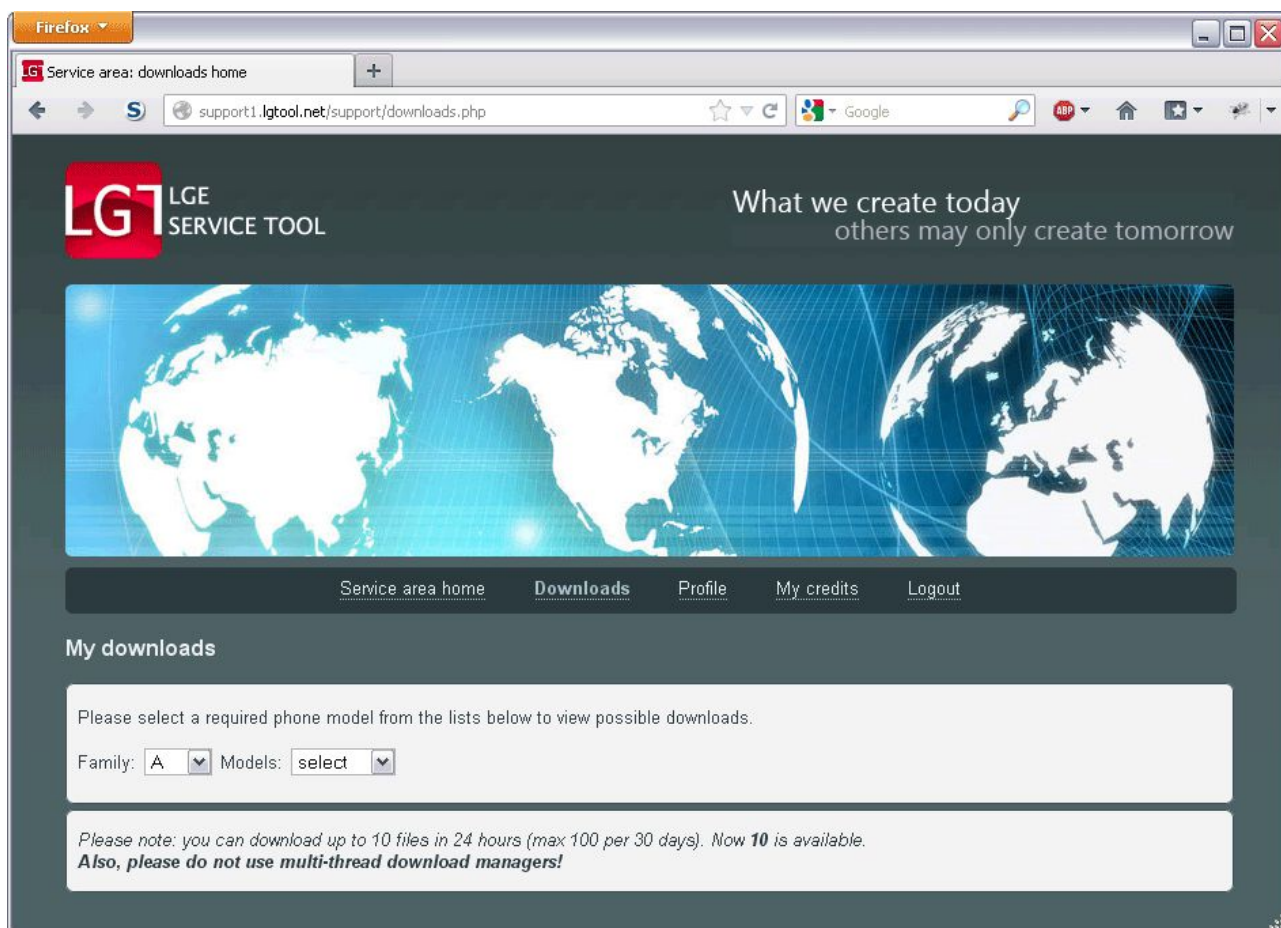 Firefox
LGT Service area: downloads home
S support1.lgtool.net/support/downloads.php Google ABP
LGT LGE
SERVICE TOOL
What we create today
others may only create tomorrow
Service area home Downloads Profile My credits Logout
My downloads
Please select a required phone model from the lists below to view possible downloads.
Family: A Models: select
Please note: you can download up to 10 files in 24 hours (max 100 per 30 days). Now 10 is available.
Also, please do not use multi-thread download managers!